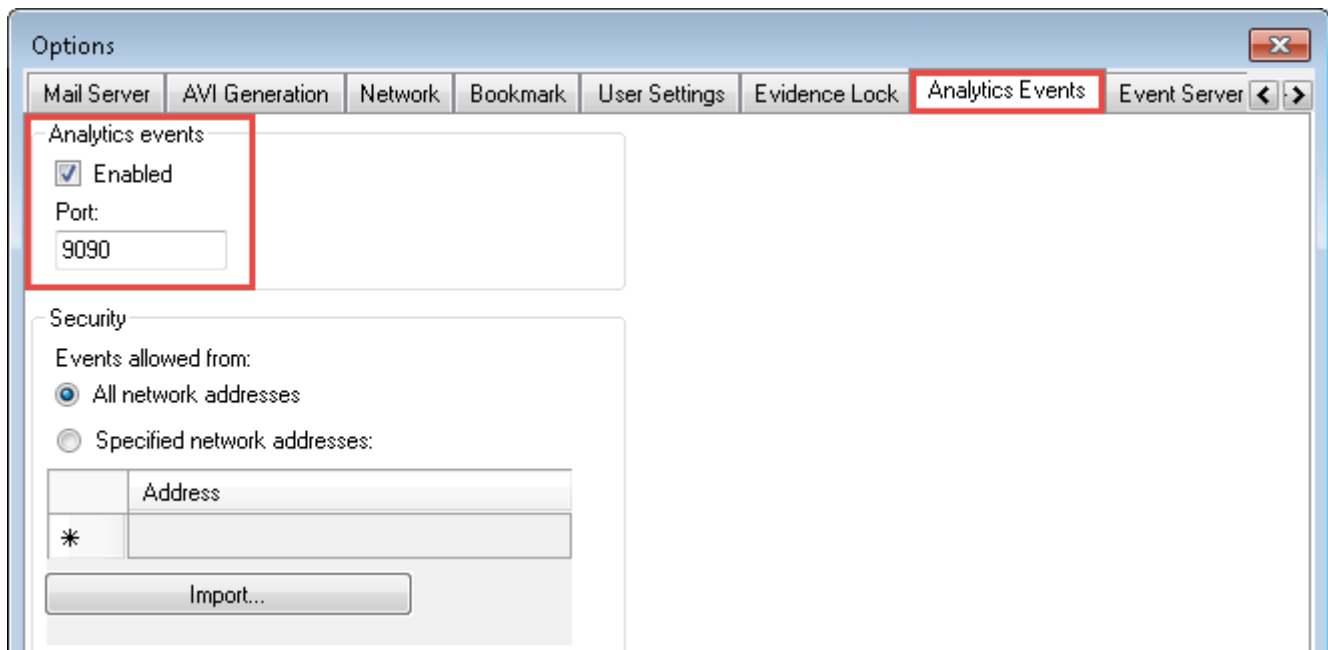 Options
Mail Server AVI Generation Network Bookmark User Settings Evidence Lock Analytics Events Event Server
Analytics events
Enabled
Port:
9090
Security
Events allowed from:
All network addresses
Specified network addresses:
Address
Import...